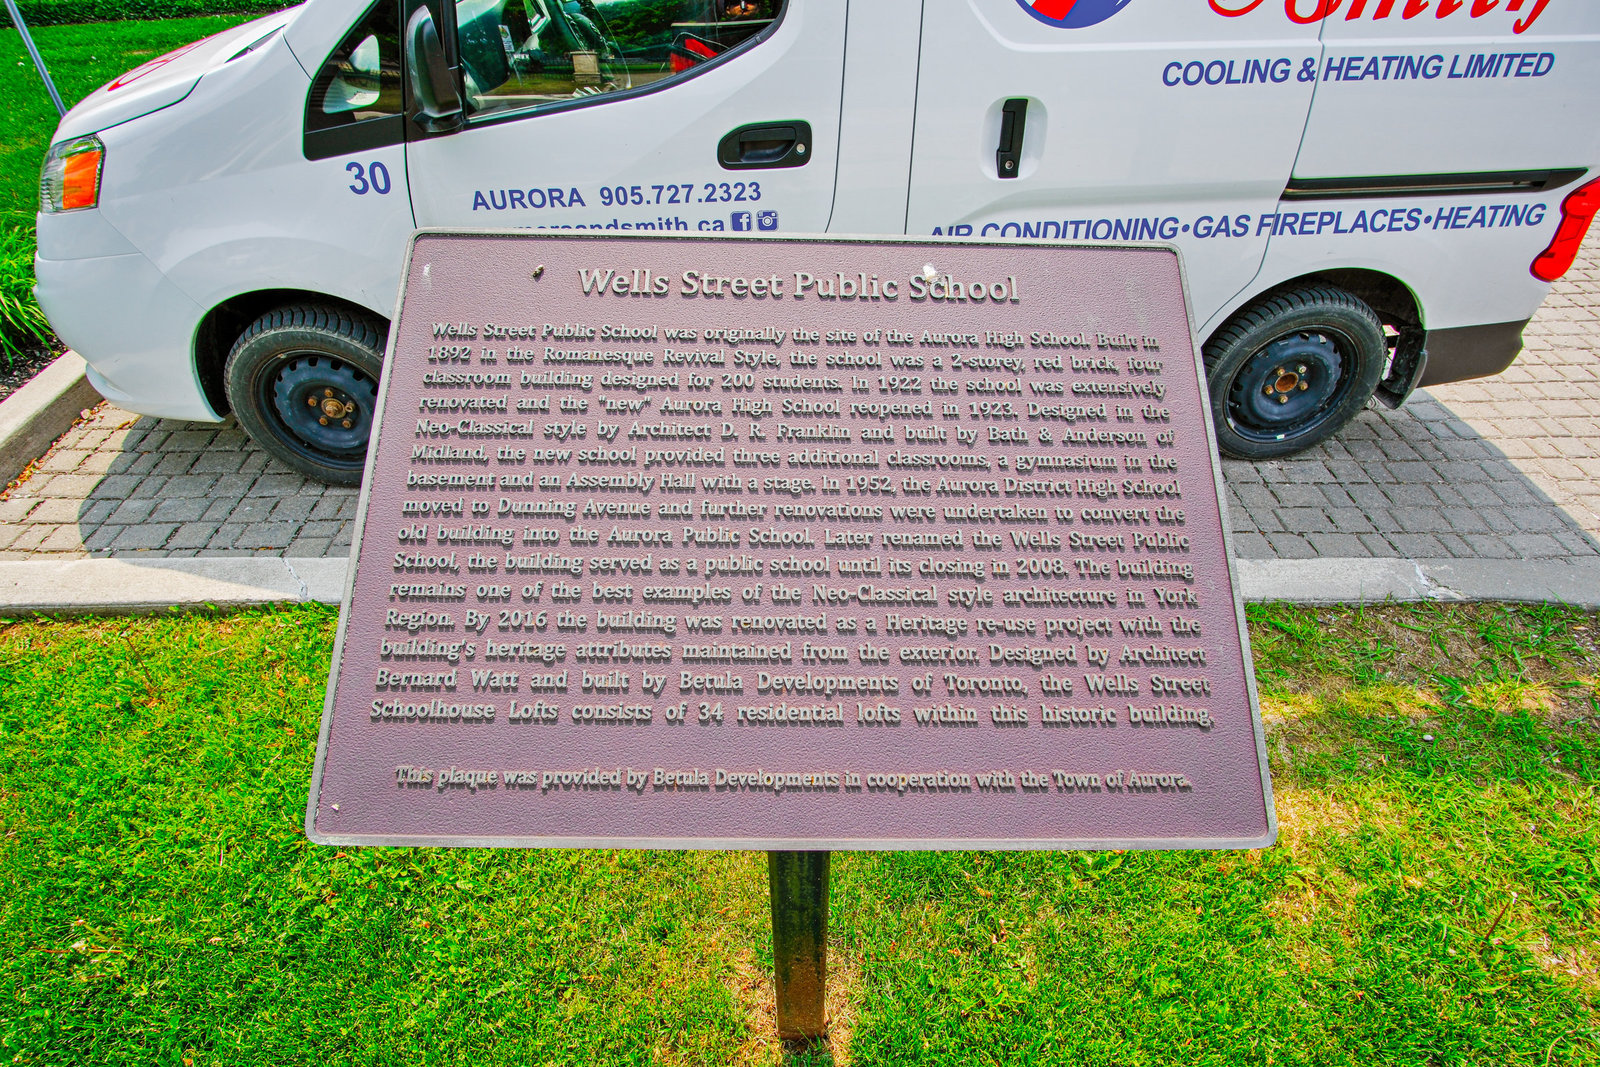 Smith
COOLING & HEATING LIMITED
30
AURORA 905.727.2323
AIR CONDITIONING•GAS FIREPLACES•HEATING
Wells Street Public School
Wells Street Public School was originally the site of the Aurora High School. Built in
1892 in the Romanesque Revival Style, the school was a 2-storey, red brick, four
classroom building designed for 200 students. In 1922 the school was extensively
renovated and the "new" Aurora High School reopened in 1923. Designed in the
Neo-Classical style by Architect D. R. Franklin and built by Bath & Anderson of
Midland, the new school provided three additional classrooms, a gymnasium in the
basement and an Assembly Hall with a stage. In 1952, the Aurora District High School
moved to Dunning Avenue and further renovations were undertaken to convert the
old building into the Aurora Public School. Later renamed the Wells Street Public
School, the building served as a public school until its closing in 2008. The building
remains one of the best examples of the Neo-Classical style architecture in York
Region. By 2016 the building was renovated as a Heritage re-use project with the
building's heritage attributes maintained from the exterior. Designed by Architect
Bernard Watt and built by Betula Developments of Toronto, the Wells Street
Schoolhouse Lofts consists of 34 residential lofts within this historic building.
This plaque was provided by Betula Developments in cooperation with the Town of Aurora.